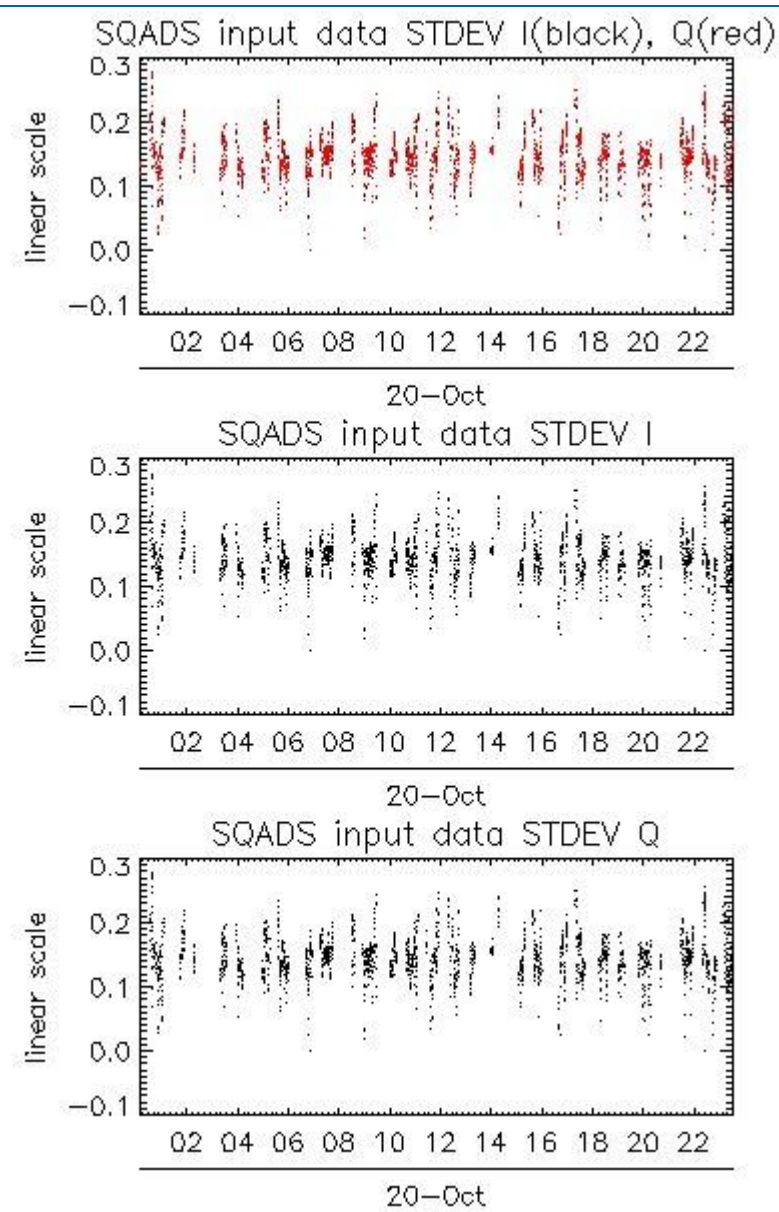 SQADS input data STDEV I(black), Q(red)
0.3
0.2
0.1
0.0
−0.1
linear scale
02 04 06 08 10 12 14 16 18 20 22
20−Oct
SQADS input data STDEV I
0.3
0.2
0.1
0.0
−0.1
linear scale
02 04 06 08 10 12 14 16 18 20 22
20−Oct
SQADS input data STDEV Q
0.3
0.2
0.1
0.0
−0.1
linear scale
02 04 06 08 10 12 14 16 18 20 22
20−Oct